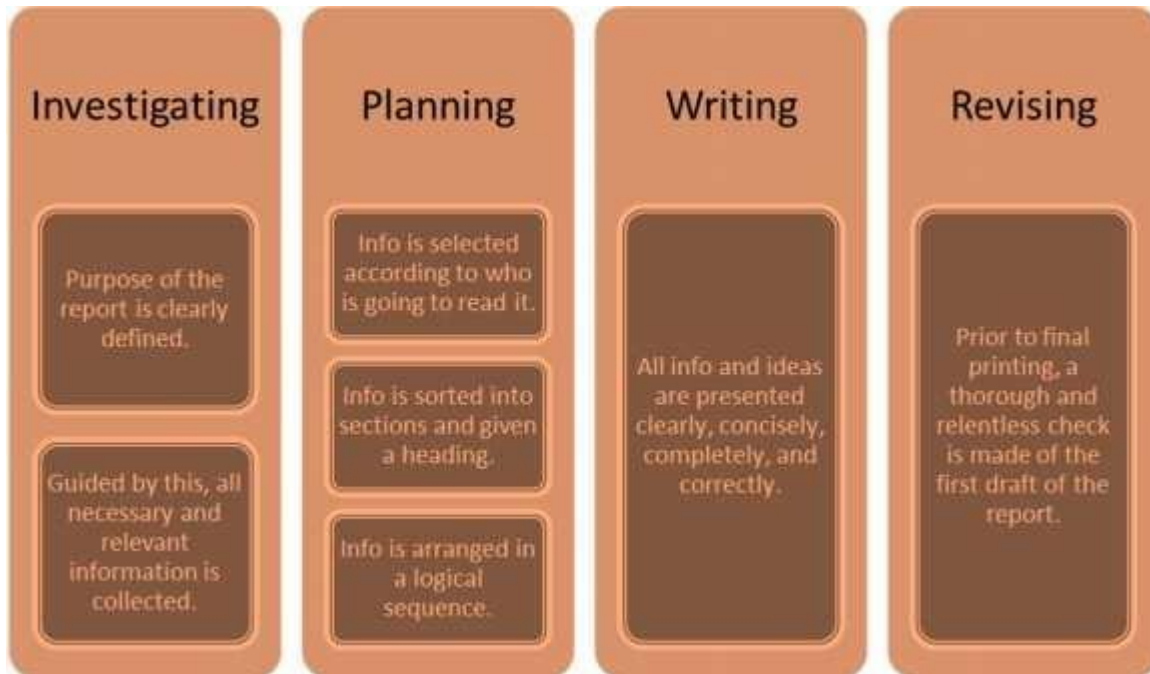 Investigating
Purpose of the
report is clearly
defined.
Guided by this, all
necessary and
relevant
information is
collected.
Planning
Info is selected
according to who
is going to read it.
Info is sorted into
sections and given
a heading.
Info is arranged in
a logical
sequence.
Writing
All info and ideas
are presented
clearly, concisely,
completely, and
correctly.
Revising
Prior to final
printing, a
thorough and
relentless check
is made of the
first draft of the
report.